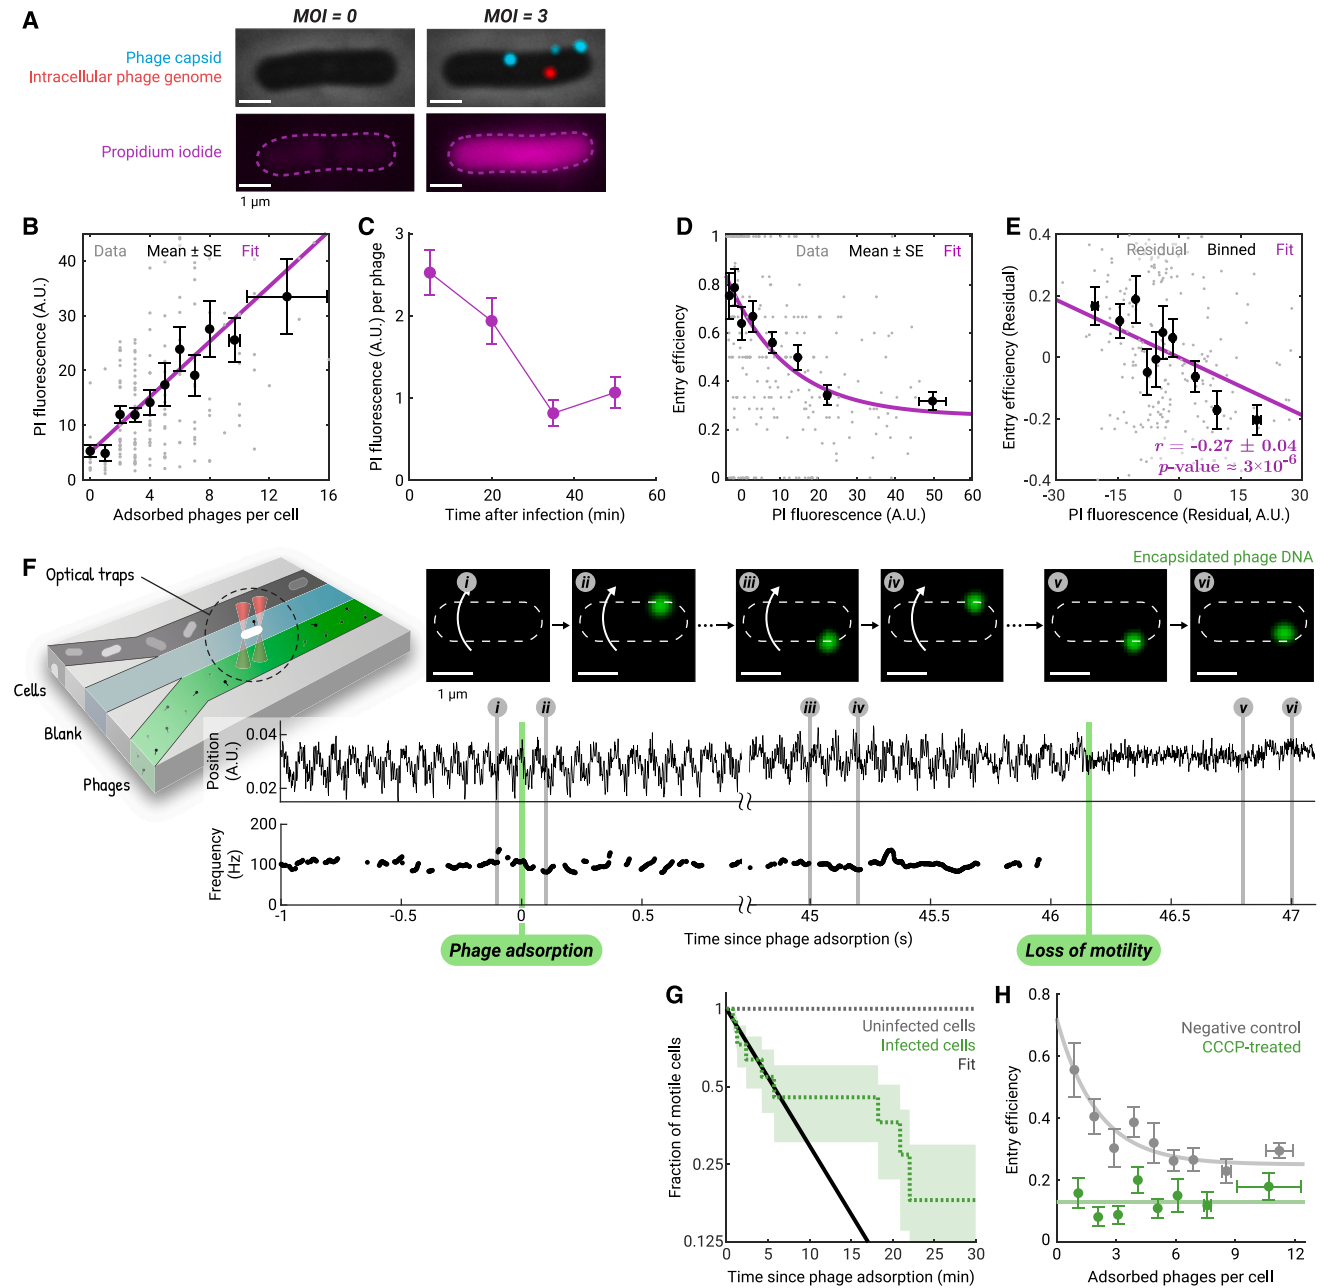 A
MOI = 0
MOI = 3
Phage capsid
Intracellular phage genome
Propidium iodide
1 µm
B
Data
Mean ± SE
Fit
PI fluorescence (A.U.)
40
30
20
10
0
0
4
8
12
16
Adsorbed phages per cell
C
PI fluorescence (A.U.) per phage
3
2
1
0
0
20
40
60
Time after infection (min)
D
Data
Mean ± SE
Fit
Entry efficiency
1
0.8
0.6
0.4
0.2
0
0
10
20
30
40
50
60
PI fluorescence (A.U.)
E
Residual
Binned
Fit
Entry efficiency (Residual)
0.4
0.2
0
-0.2
-0.4
r = -0.27 ± 0.04
p-value ≈ 3×10-6
-30
-15
0
15
30
PI fluorescence (Residual, A.U.)
F
Optical traps
Cells
Blank
Phages
Encapsidated phage DNA
i
ii
iii
iv
v
vi
1 µm
i
ii
iii
iv
v
vi
Position
(A.U.)
0.04
0.02
Frequency
(Hz)
200
100
0
-1
-0.5
0
0.5
45
45.5
46
46.5
47
Time since phage adsorption (s)
Phage adsorption
Loss of motility
G
Fraction of motile cells
1
0.5
0.25
0.125
Uninfected cells
Infected cells
Fit
0
5
10
15
20
25
30
Time since phage adsorption (min)
H
Entry efficiency
0.8
0.6
0.4
0.2
0
Negative control
CCCP-treated
0
3
6
9
12
Adsorbed phages per cell